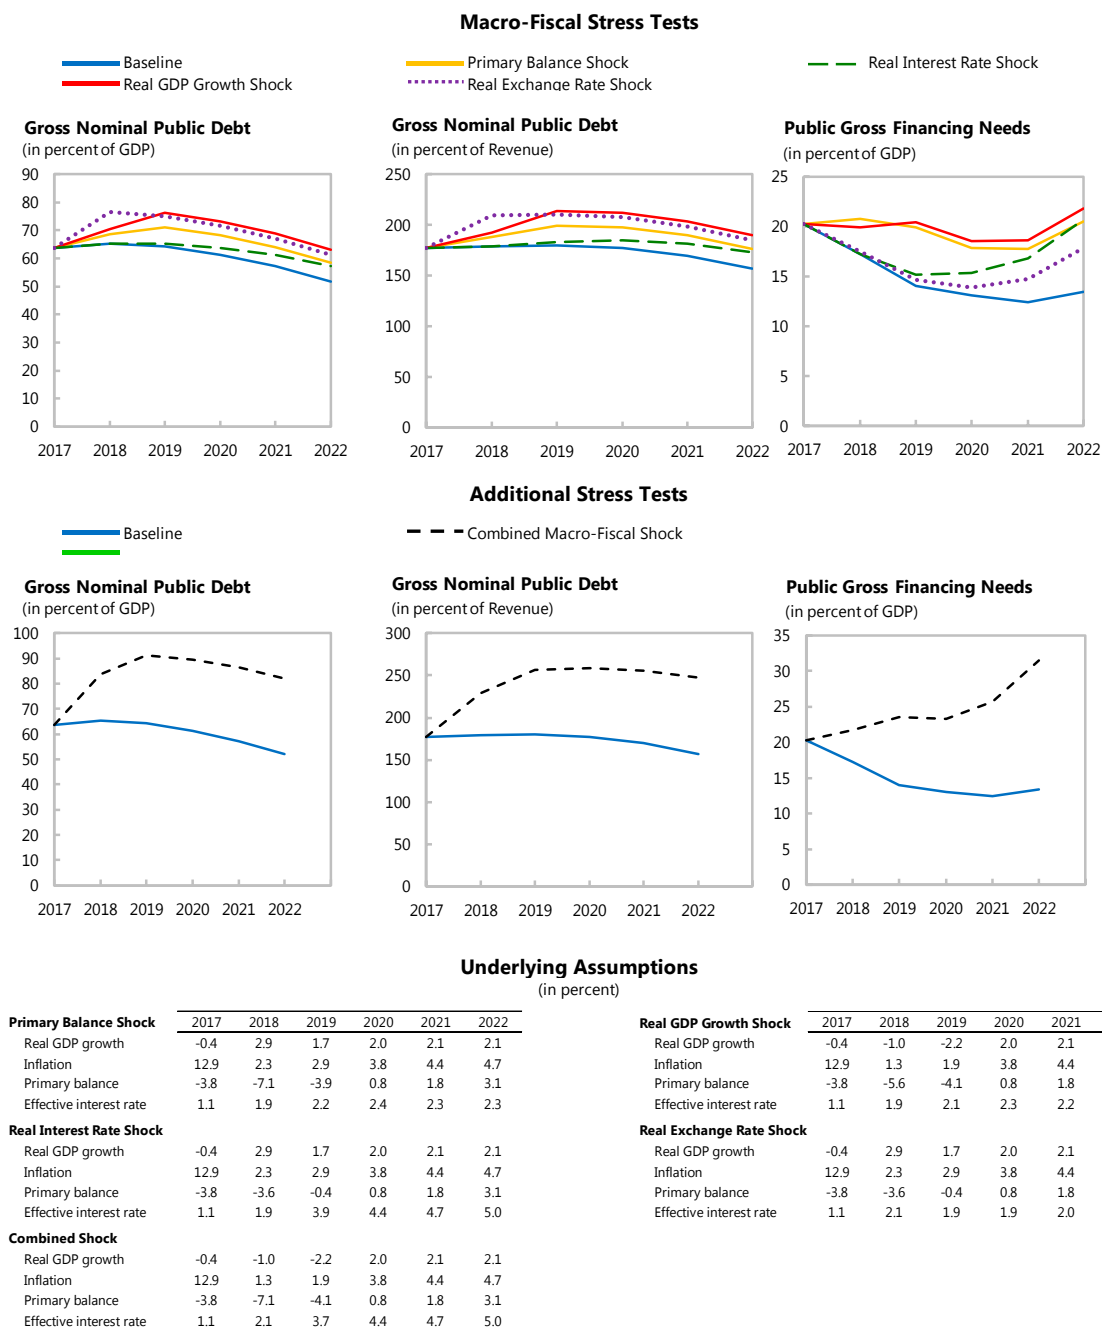 Macro-Fiscal Stress Tests
Baseline Primary Balance Shock Real Interest Rate Shock
Real GDP Growth Shock Real Exchange Rate Shock
Gross Nominal Public Debt
(in percent of GDP)
90
80
70
60
50
40
30
20
10
0
2017 2018 2019 2020 2021 2022
Gross Nominal Public Debt
(in percent of Revenue)
250
200
150
100
50
0
2017 2018 2019 2020 2021 2022
Public Gross Financing Needs
(in percent of GDP)
25
20
15
10
5
0
2017 2018 2019 2020 2021 2022
Additional Stress Tests
Baseline Combined Macro-Fiscal Shock
Gross Nominal Public Debt
(in percent of GDP)
100
90
80
70
60
50
40
30
20
10
0
2017 2018 2019 2020 2021 2022
Gross Nominal Public Debt
(in percent of Revenue)
300
250
200
150
100
50
0
2017 2018 2019 2020 2021 2022
Public Gross Financing Needs
(in percent of GDP)
35
30
25
20
15
10
5
0
2017 2018 2019 2020 2021 2022
Underlying Assumptions
(in percent)
Primary Balance Shock 2017 2018 2019 2020 2021 2022
Real GDP growth -0.4 2.9 1.7 2.0 2.1 2.1
Inflation 12.9 2.3 2.9 3.8 4.4 4.7
Primary balance -3.8 -7.1 -3.9 0.8 1.8 3.1
Effective interest rate 1.1 1.9 2.2 2.4 2.3 2.3
Real Interest Rate Shock
Real GDP growth -0.4 2.9 1.7 2.0 2.1 2.1
Inflation 12.9 2.3 2.9 3.8 4.4 4.7
Primary balance -3.8 -3.6 -0.4 0.8 1.8 3.1
Effective interest rate 1.1 1.9 3.9 4.4 4.7 5.0
Combined Shock
Real GDP growth -0.4 -1.0 -2.2 2.0 2.1 2.1
Inflation 12.9 1.3 1.9 3.8 4.4 4.7
Primary balance -3.8 -7.1 -4.1 0.8 1.8 3.1
Effective interest rate 1.1 2.1 3.7 4.4 4.7 5.0
Real GDP Growth Shock 2017 2018 2019 2020 2021
Real GDP growth -0.4 -1.0 -2.2 2.0 2.1
Inflation 12.9 1.3 1.9 3.8 4.4
Primary balance -3.8 -5.6 -4.1 0.8 1.8
Effective interest rate 1.1 1.9 2.1 2.3 2.2
Real Exchange Rate Shock
Real GDP growth -0.4 2.9 1.7 2.0 2.1
Inflation 12.9 2.3 2.9 3.8 4.4
Primary balance -3.8 -3.6 -0.4 0.8 1.8
Effective interest rate 1.1 2.1 1.9 1.9 2.0